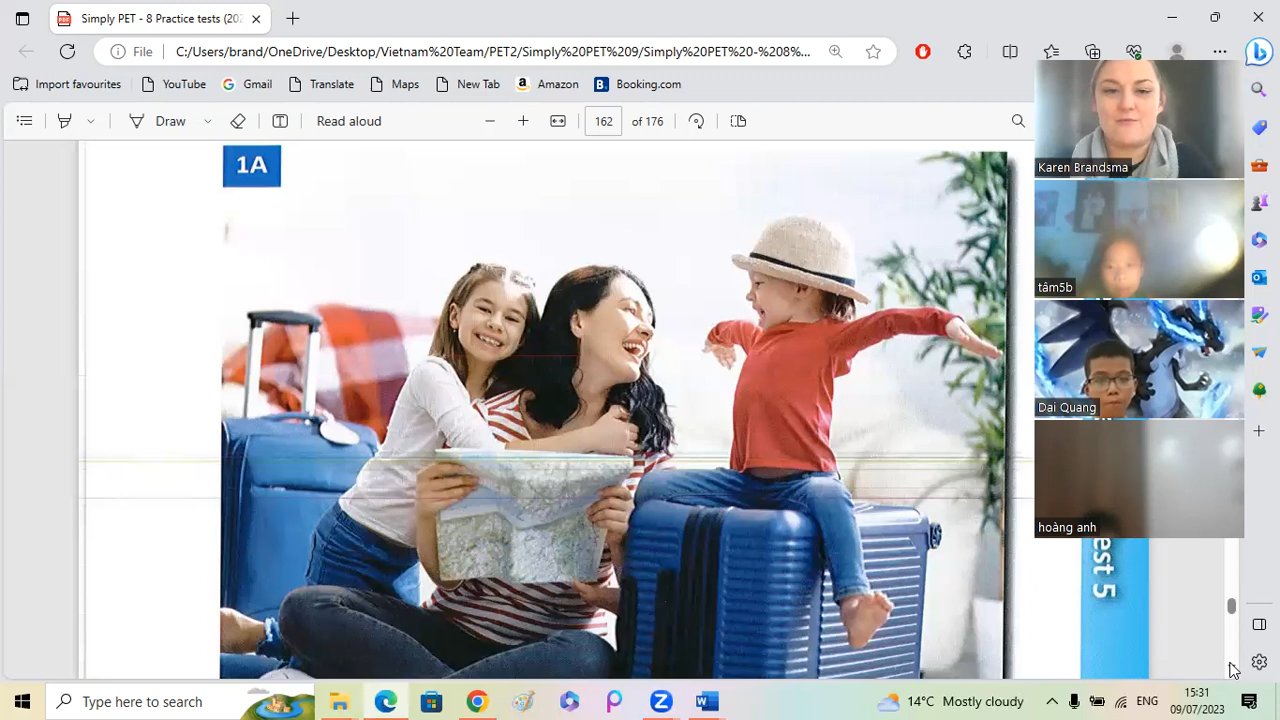 Simply PET - 8 Practice tests (202
File
C:/Users/brand/OneDrive/Desktop/Vietnam%20Team/PET2/Simply%20PET%209/Simply%20PET%20-%208%...
Import favourites
YouTube
Gmail
Translate
Maps
New Tab
Amazon
Booking.com
Draw
Read aloud
162
of 176
1A
Karen Brandsma
tâm5b
Dai Quang
hoàng anh
est 5
Type here to search
14°C Mostly cloudy
ENG
15:31
09/07/2023